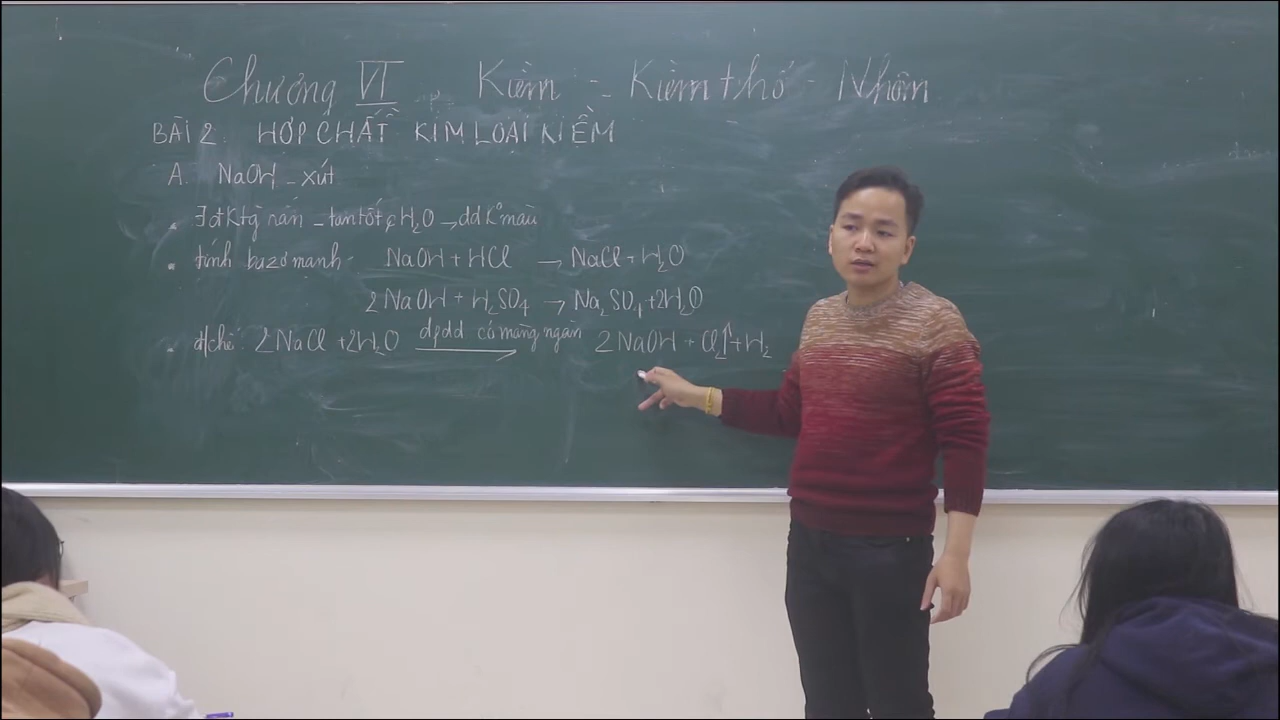 Chương VI. Kiềm - Kiềm thổ - Nhôm
BÀI 2. HỢP CHẤT KIM LOẠI KIỀM
A. NaOH - xút
rắn - tan tốt H₂O → dd k° màu
tính bazơ mạnh: NaOH + HCl → NaCl + H₂O
2NaOH + H₂SO₄ → Na₂SO₄ + 2H₂O
đ/chế: 2NaCl + 2H₂O đpdd có màng ngăn → 2NaOH + Cl₂↑ + H₂